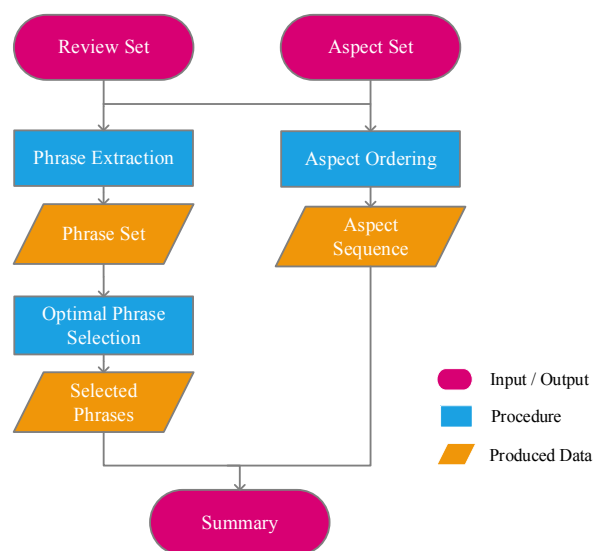 Review Set
Aspect Set
Phrase Extraction
Aspect Ordering
Phrase Set
Aspect
Sequence
Optimal Phrase
Selection
Selected
Phrases
Input / Output
Procedure
Produced Data
Summary